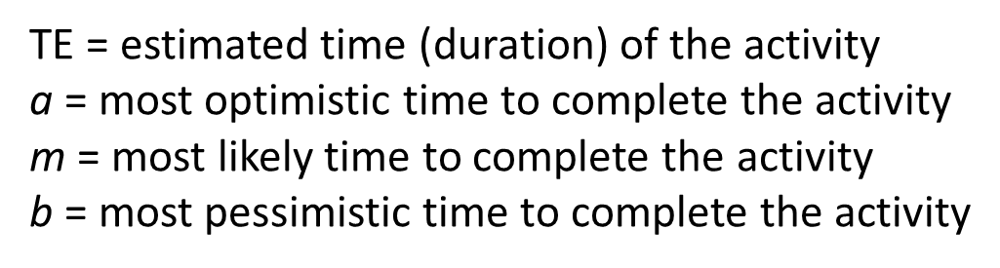 TE = estimated time (duration) of the activity
a = most optimistic time to complete the activity
m = most likely time to complete the activity
b = most pessimistic time to complete the activity